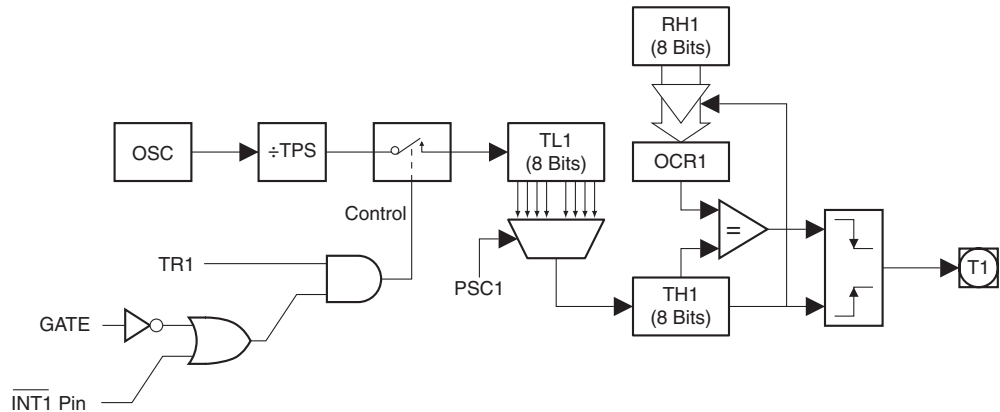 RH1
(8 Bits)
OSC
÷TPS
TL1
(8 Bits)
OCR1
Control
=
TR1
PSC1
TH1
(8 Bits)
T1
GATE
INT1 Pin